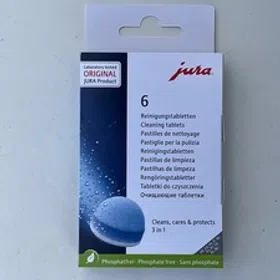 Laboratory tested
ORIGINAL
JURA Product
jura
6
Reinigungstabletten
Cleaning tablets
Pastilles de nettoyage
Pastiglie per la pulizia
Reinigingstabletten
Pastillas de limpieza
Pastilhas de limpeza
Rengöringstabletter
Tabletki do czyszczenia
Очищающие таблетки
Cleans, cares & protects
3 in 1
Phosphatfrei · Phosphate free · Sans phosphate